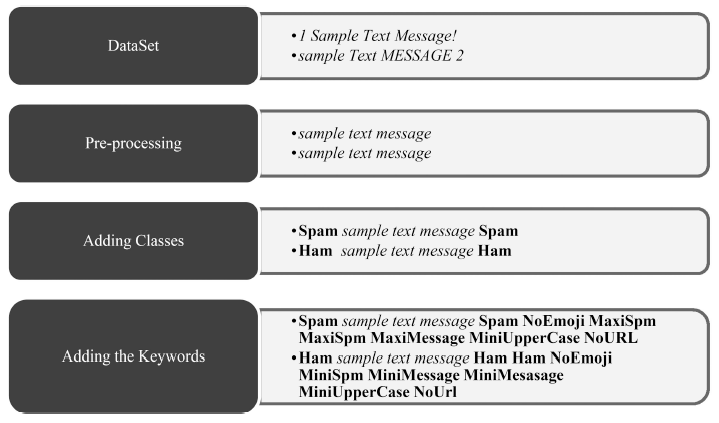 DataSet
•1 Sample Text Message!
•sample Text MESSAGE 2
Pre-processing
•sample text message
•sample text message
Adding Classes
•Spam sample text message Spam
•Ham sample text message Ham
Adding the Keywords
•Spam sample text message Spam NoEmoji MaxiSpm
MaxiSpm MaxiMessage MiniUpperCase NoURL
•Ham sample text message Ham Ham NoEmoji
MiniSpm MiniMessage MiniMesasage
MiniUpperCase NoUrl